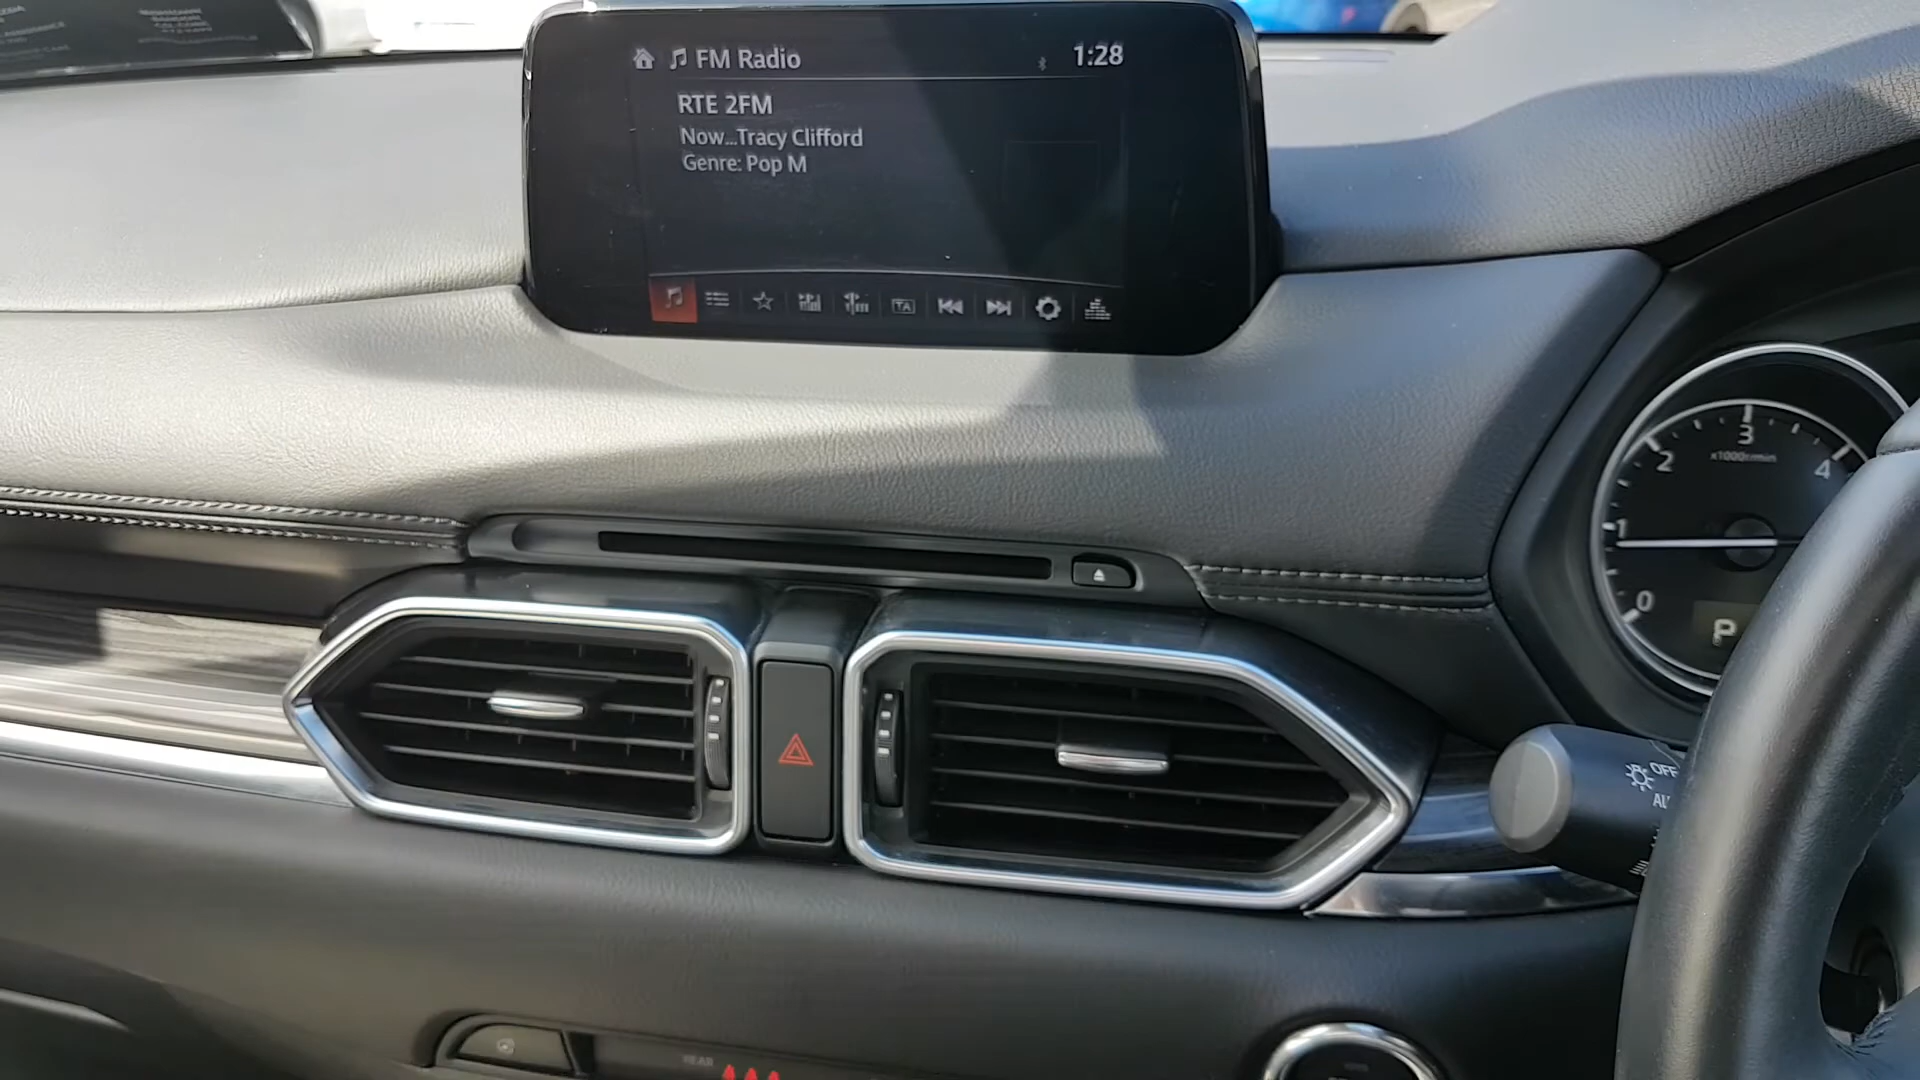 FM Radio
1:28
RTE 2FM
Now...Tracy Clifford
Genre: Pop M
TA
0
1
2
3
4
x1000r/min
P
OFF
REAR